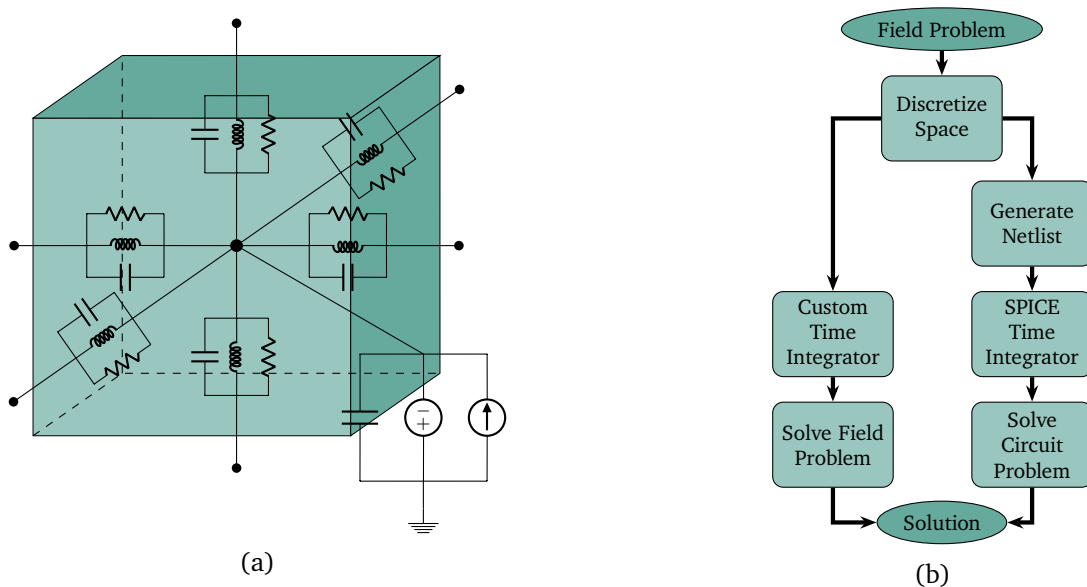 (a)
Field Problem
Discretize
Space
Generate
Netlist
Custom
Time
Integrator
SPICE
Time
Integrator
Solve Field
Problem
Solve
Circuit
Problem
Solution
(b)